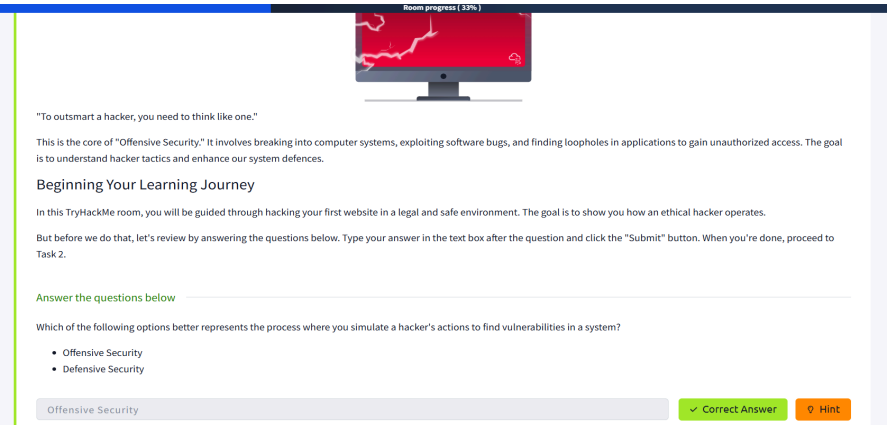 Room progress ( 33% )
"To outsmart a hacker, you need to think like one."
This is the core of "Offensive Security." It involves breaking into computer systems, exploiting software bugs, and finding loopholes in applications to gain unauthorized access. The goal
is to understand hacker tactics and enhance our system defences.
Beginning Your Learning Journey
In this TryHackMe room, you will be guided through hacking your first website in a legal and safe environment. The goal is to show you how an ethical hacker operates.
But before we do that, let's review by answering the questions below. Type your answer in the text box after the question and click the "Submit" button. When you're done, proceed to
Task 2.
Answer the questions below
Which of the following options better represents the process where you simulate a hacker's actions to find vulnerabilities in a system?
• Offensive Security
• Defensive Security
Offensive Security
✓ Correct Answer
Hint